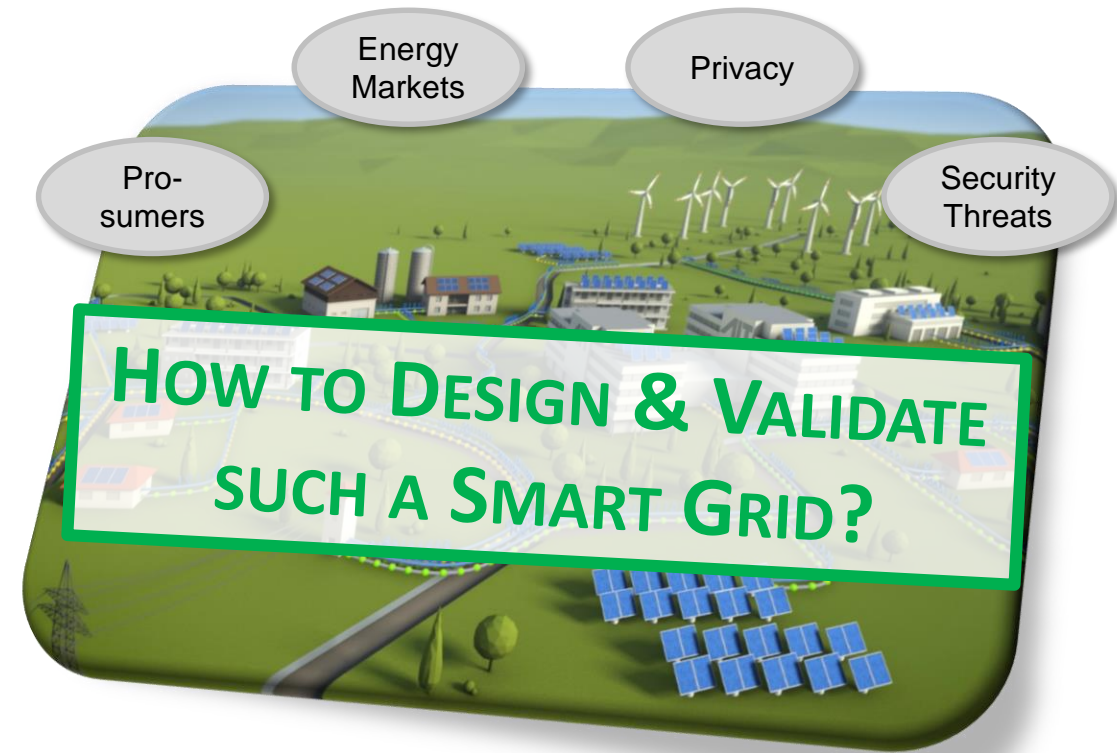 Energy
Markets
Privacy
Pro-
sumers
Security
Threats
HOW TO DESIGN & VALIDATE
SUCH A SMART GRID?